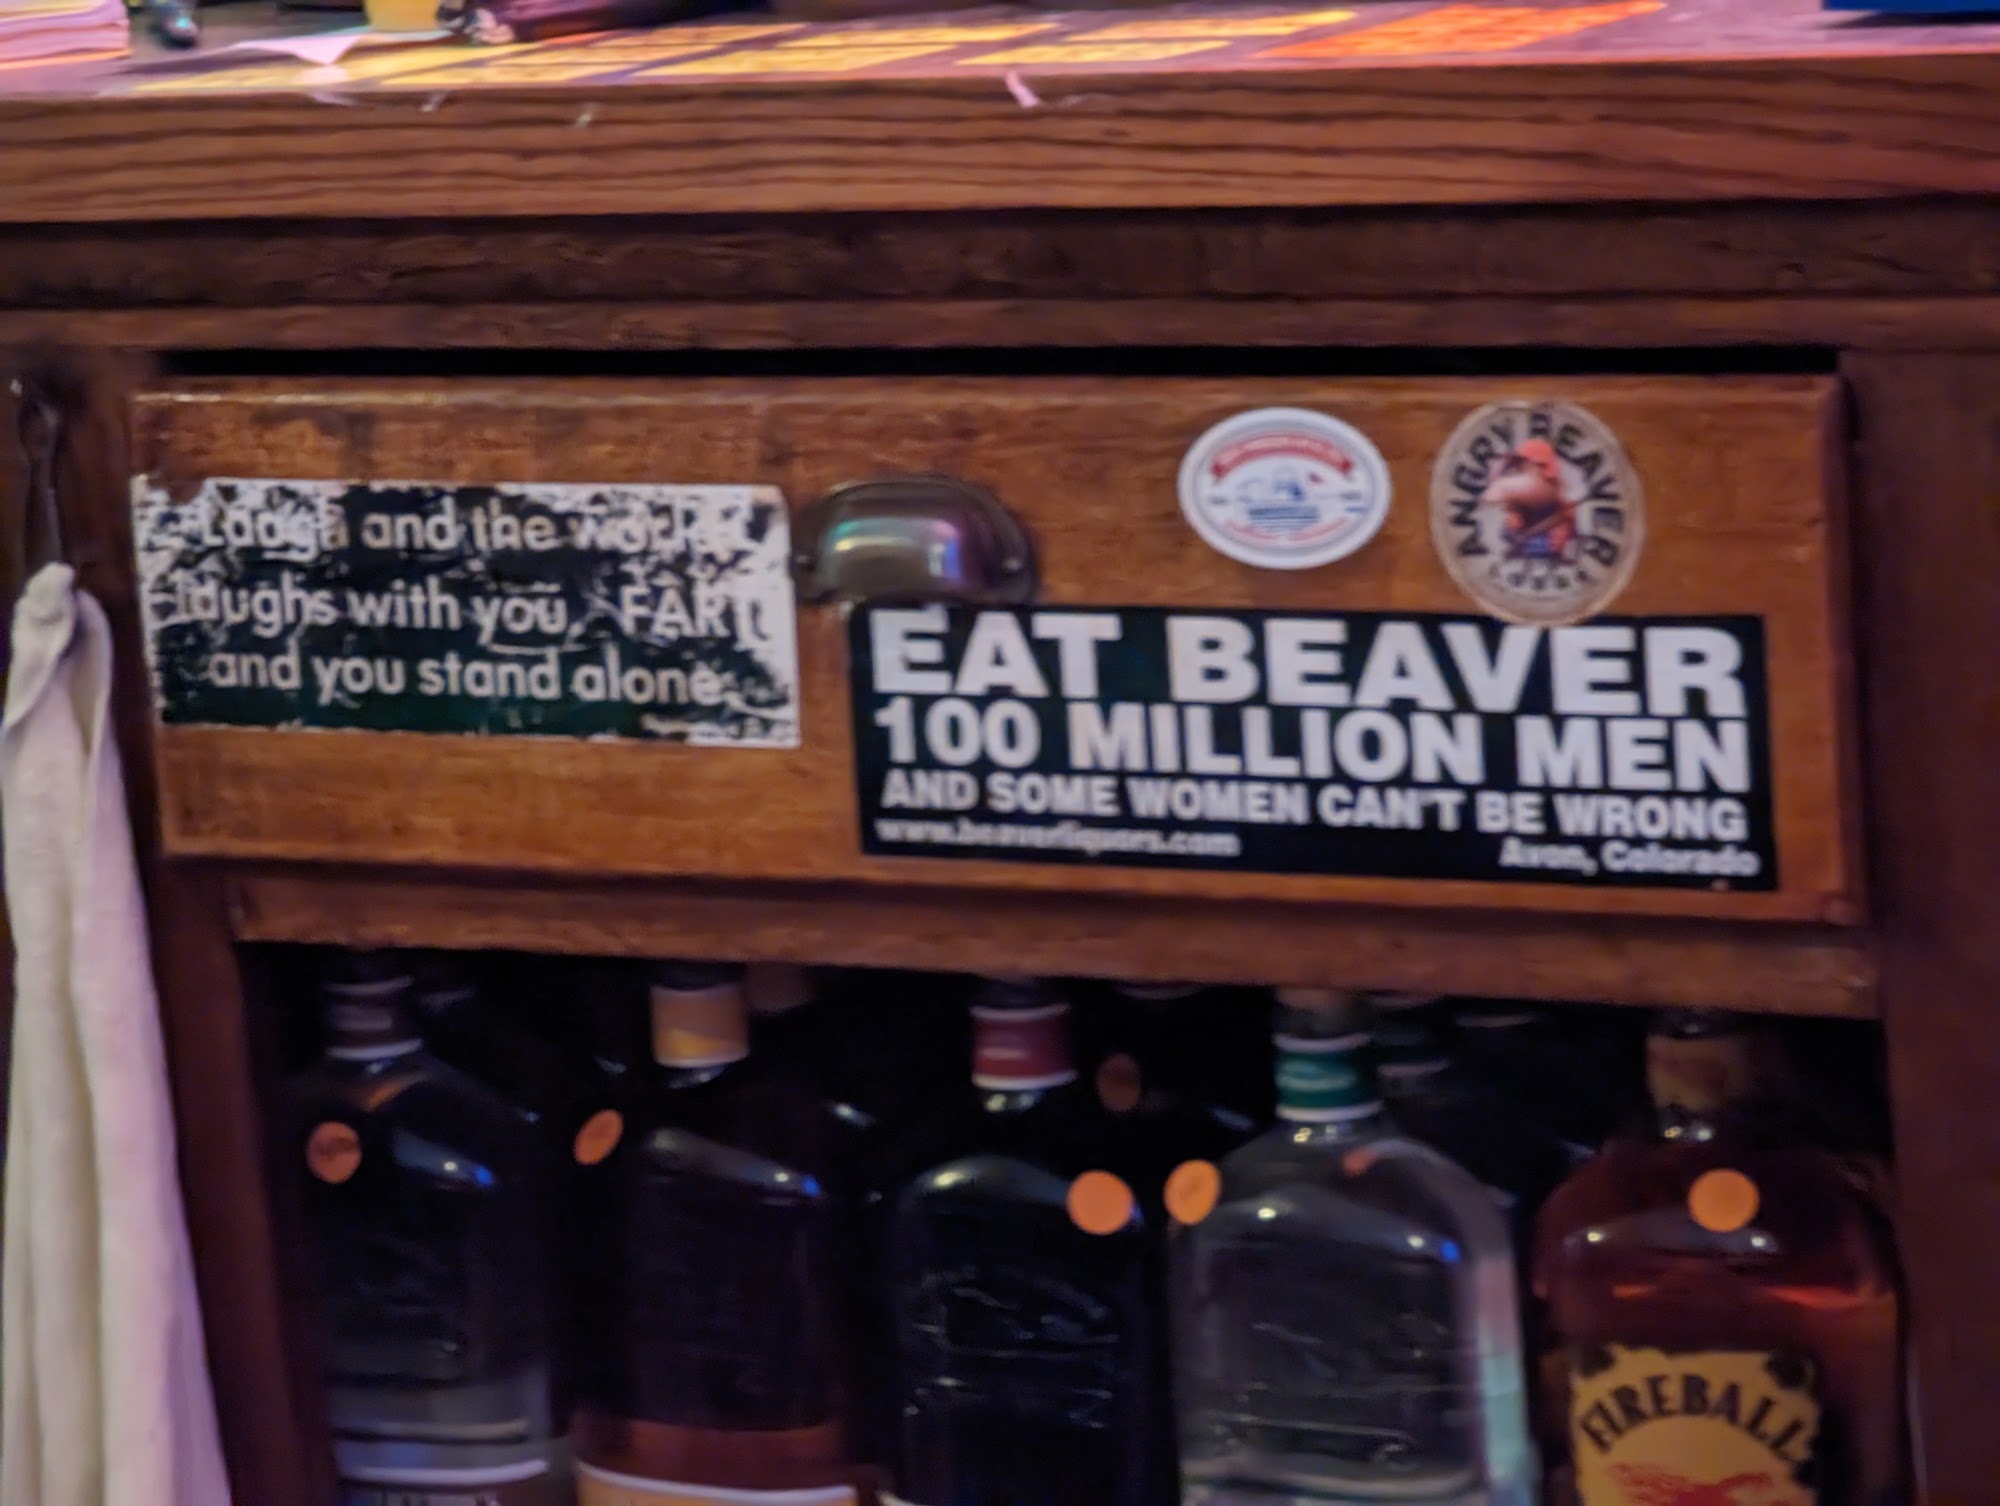 Laugh and the world
laughs with you, FART
and you stand alone
ANGRY BEAVER
LODGE
EAT BEAVER
100 MILLION MEN
AND SOME WOMEN CAN'T BE WRONG
www.beaverliquors.com
Avon, Colorado
FIREBALL